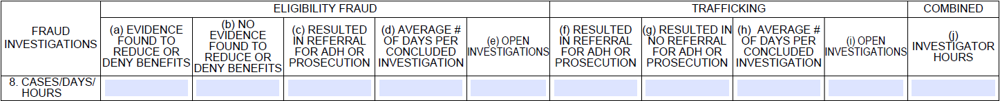 FRAUD
INVESTIGATIONS
ELIGIBILITY FRAUD
TRAFFICKING
COMBINED
(a) EVIDENCE
FOUND TO
REDUCE OR
DENY BENEFITS
(b) NO
EVIDENCE
FOUND TO
REDUCE OR
DENY BENEFITS
(c) RESULTED
IN REFERRAL
FOR ADH OR
PROSECUTION
(d) AVERAGE #
OF DAYS PER
CONCLUDED
INVESTIGATION
(e) OPEN
INVESTIGATIONS
(f) RESULTED
IN REFERRAL
FOR ADH OR
PROSECUTION
(g) RESULTED IN
NO REFERRAL
FOR ADH OR
PROSECUTION
(h) AVERAGE #
OF DAYS PER
CONCLUDED
INVESTIGATION
(i) OPEN
INVESTIGATIONS
(j)
INVESTIGATOR
HOURS
8. CASES/DAYS/
HOURS